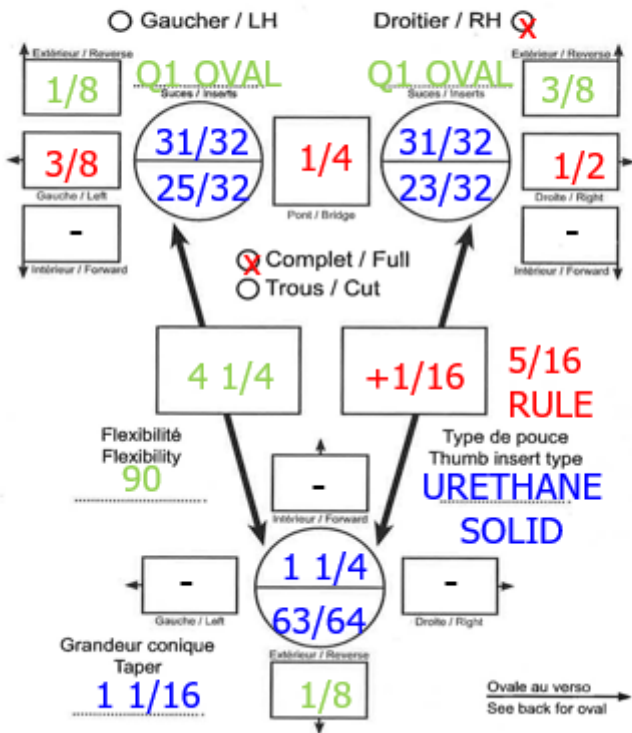 Gaucher / LH
Droitier / RH X
Extérieur / Reverse
1/8
Q1 OVAL
Suces / Inserts
Q1 OVAL
Suces / Inserts
Extérieur / Reverse
3/8
3/8
Gauche / Left
31/32
25/32
1/4
Pont / Bridge
31/32
23/32
1/2
Droite / Right
-
Intérieur / Forward
-
Intérieur / Forward
X Complet / Full
Trous / Cut
4 1/4
+1/16
5/16
RULE
Flexibilité
Flexibility
90
Type de pouce
Thumb insert type
URETHANE
SOLID
-
Intérieur / Forward
-
Gauche / Left
1 1/4
63/64
-
Droite / Right
Grandeur conique
Taper
1 1/16
Extérieur / Reverse
1/8
Ovale au verso
See back for oval